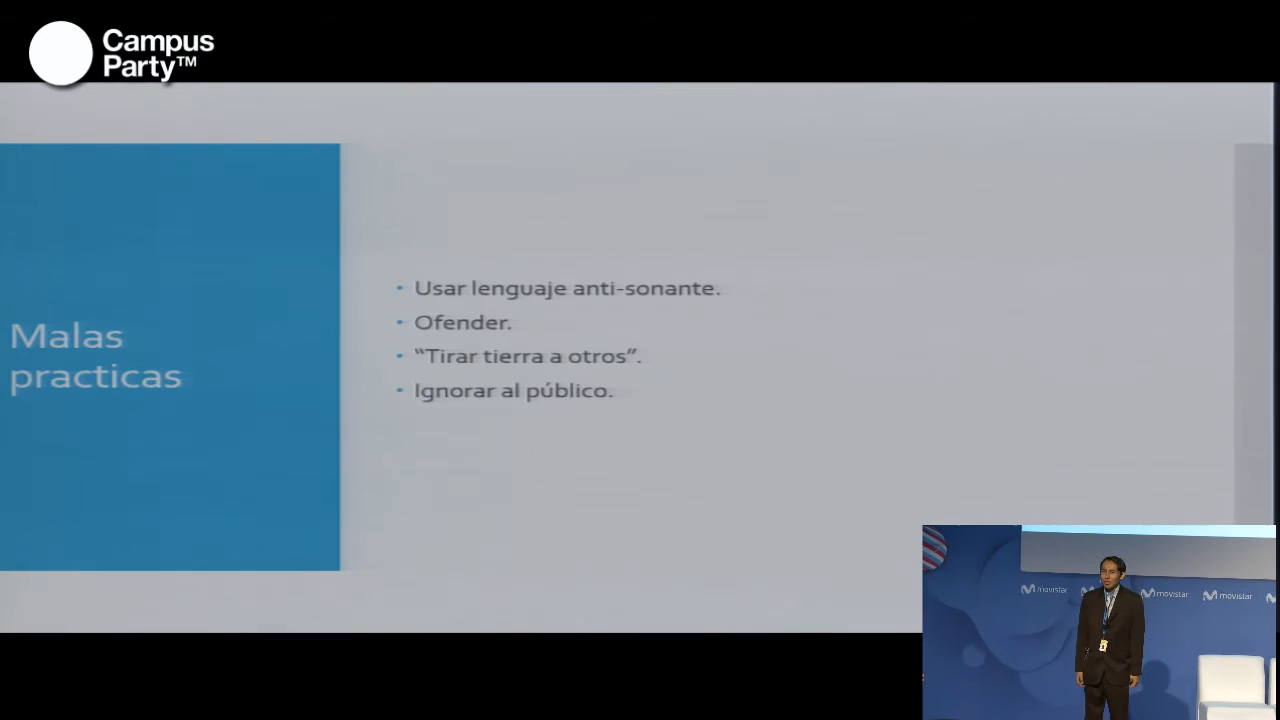 Campus
Party™
Malas
practicas
• Usar lenguaje anti-sonante.
• Ofender.
• “Tirar tierra a otros”.
• Ignorar al público.
movistar
movistar
movistar